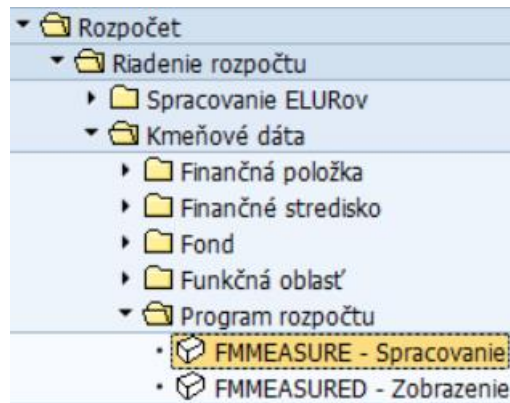 Rozpočet
Riadenie rozpočtu
Spracovanie ELURov
Kmeňové dáta
Finančná položka
Finančné stredisko
Fond
Funkčná oblasť
Program rozpočtu
FMMEASURE - Spracovanie
FMMEASURED - Zobrazenie